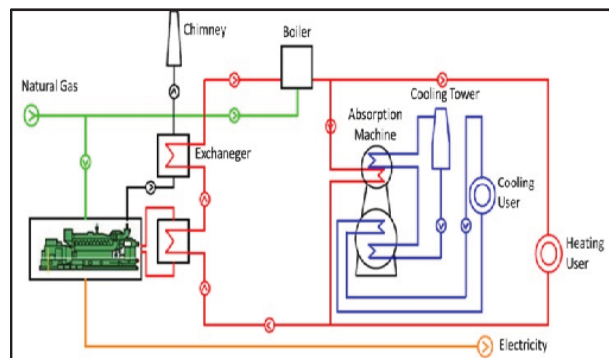 Chimney
Boiler
Natural Gas
Cooling Tower
Absorption
Machine
Exchaneger
Cooling
User
Heating
User
Electricity